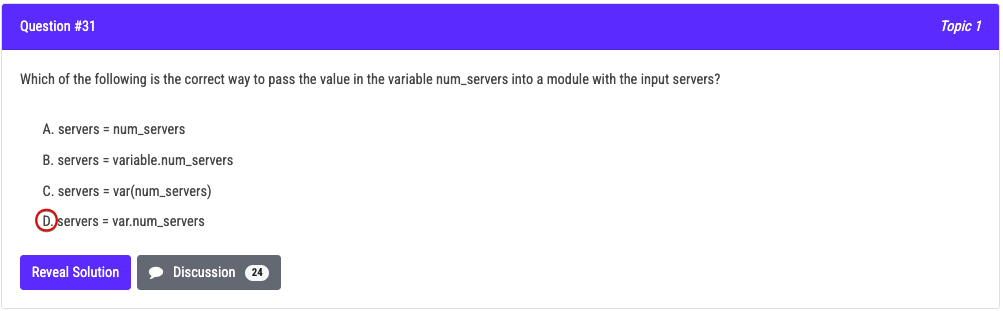 Question #31
Topic 1
Which of the following is the correct way to pass the value in the variable num_servers into a module with the input servers?
A. servers = num_servers
B. servers = variable.num_servers
C. servers = var(num_servers)
D. servers = var.num_servers
Reveal Solution
Discussion 24